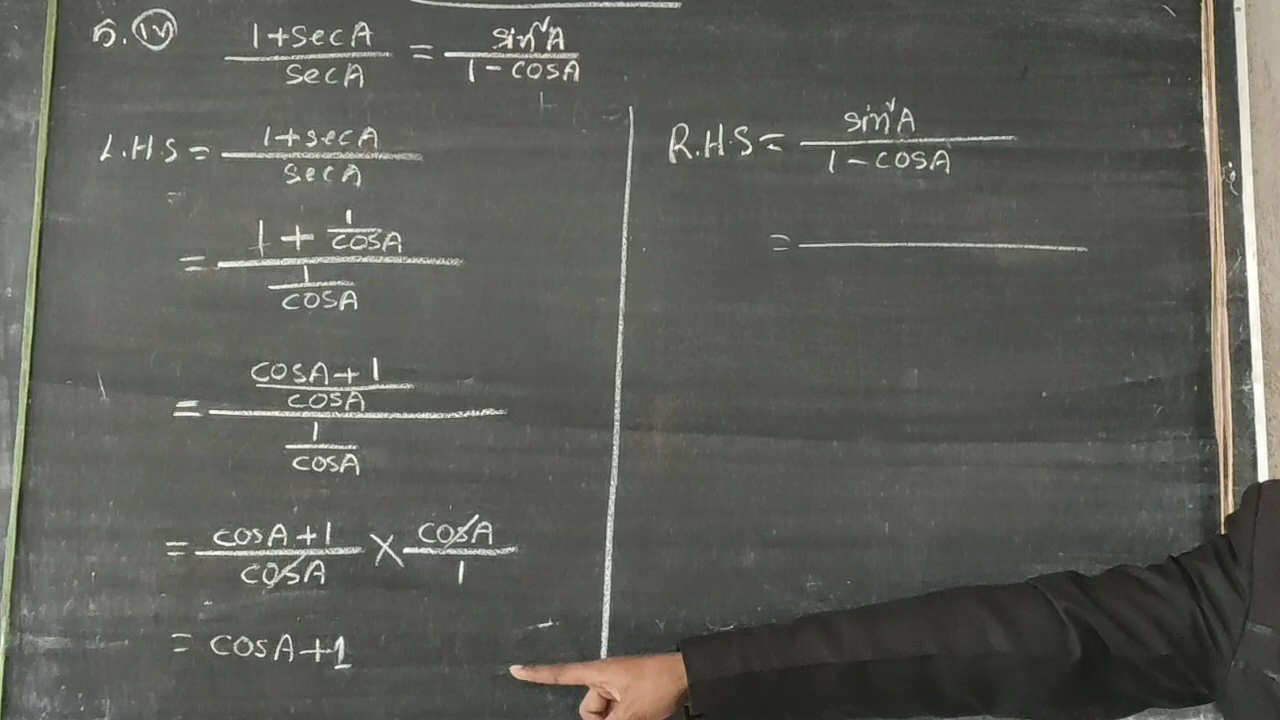 5. (iv) (1+secA)/(secA) = (sin²A)/(1-cosA)
L.H.S = (1+secA)/(secA)
=
= (1 + 1/cosA)/(1/cosA)
= ((cosA+1)/cosA)/(1/cosA)
= (cosA+1)/(cosA) × (cosA)/1
= cosA+1
R.H.S = (sin²A)/(1-cosA)
=